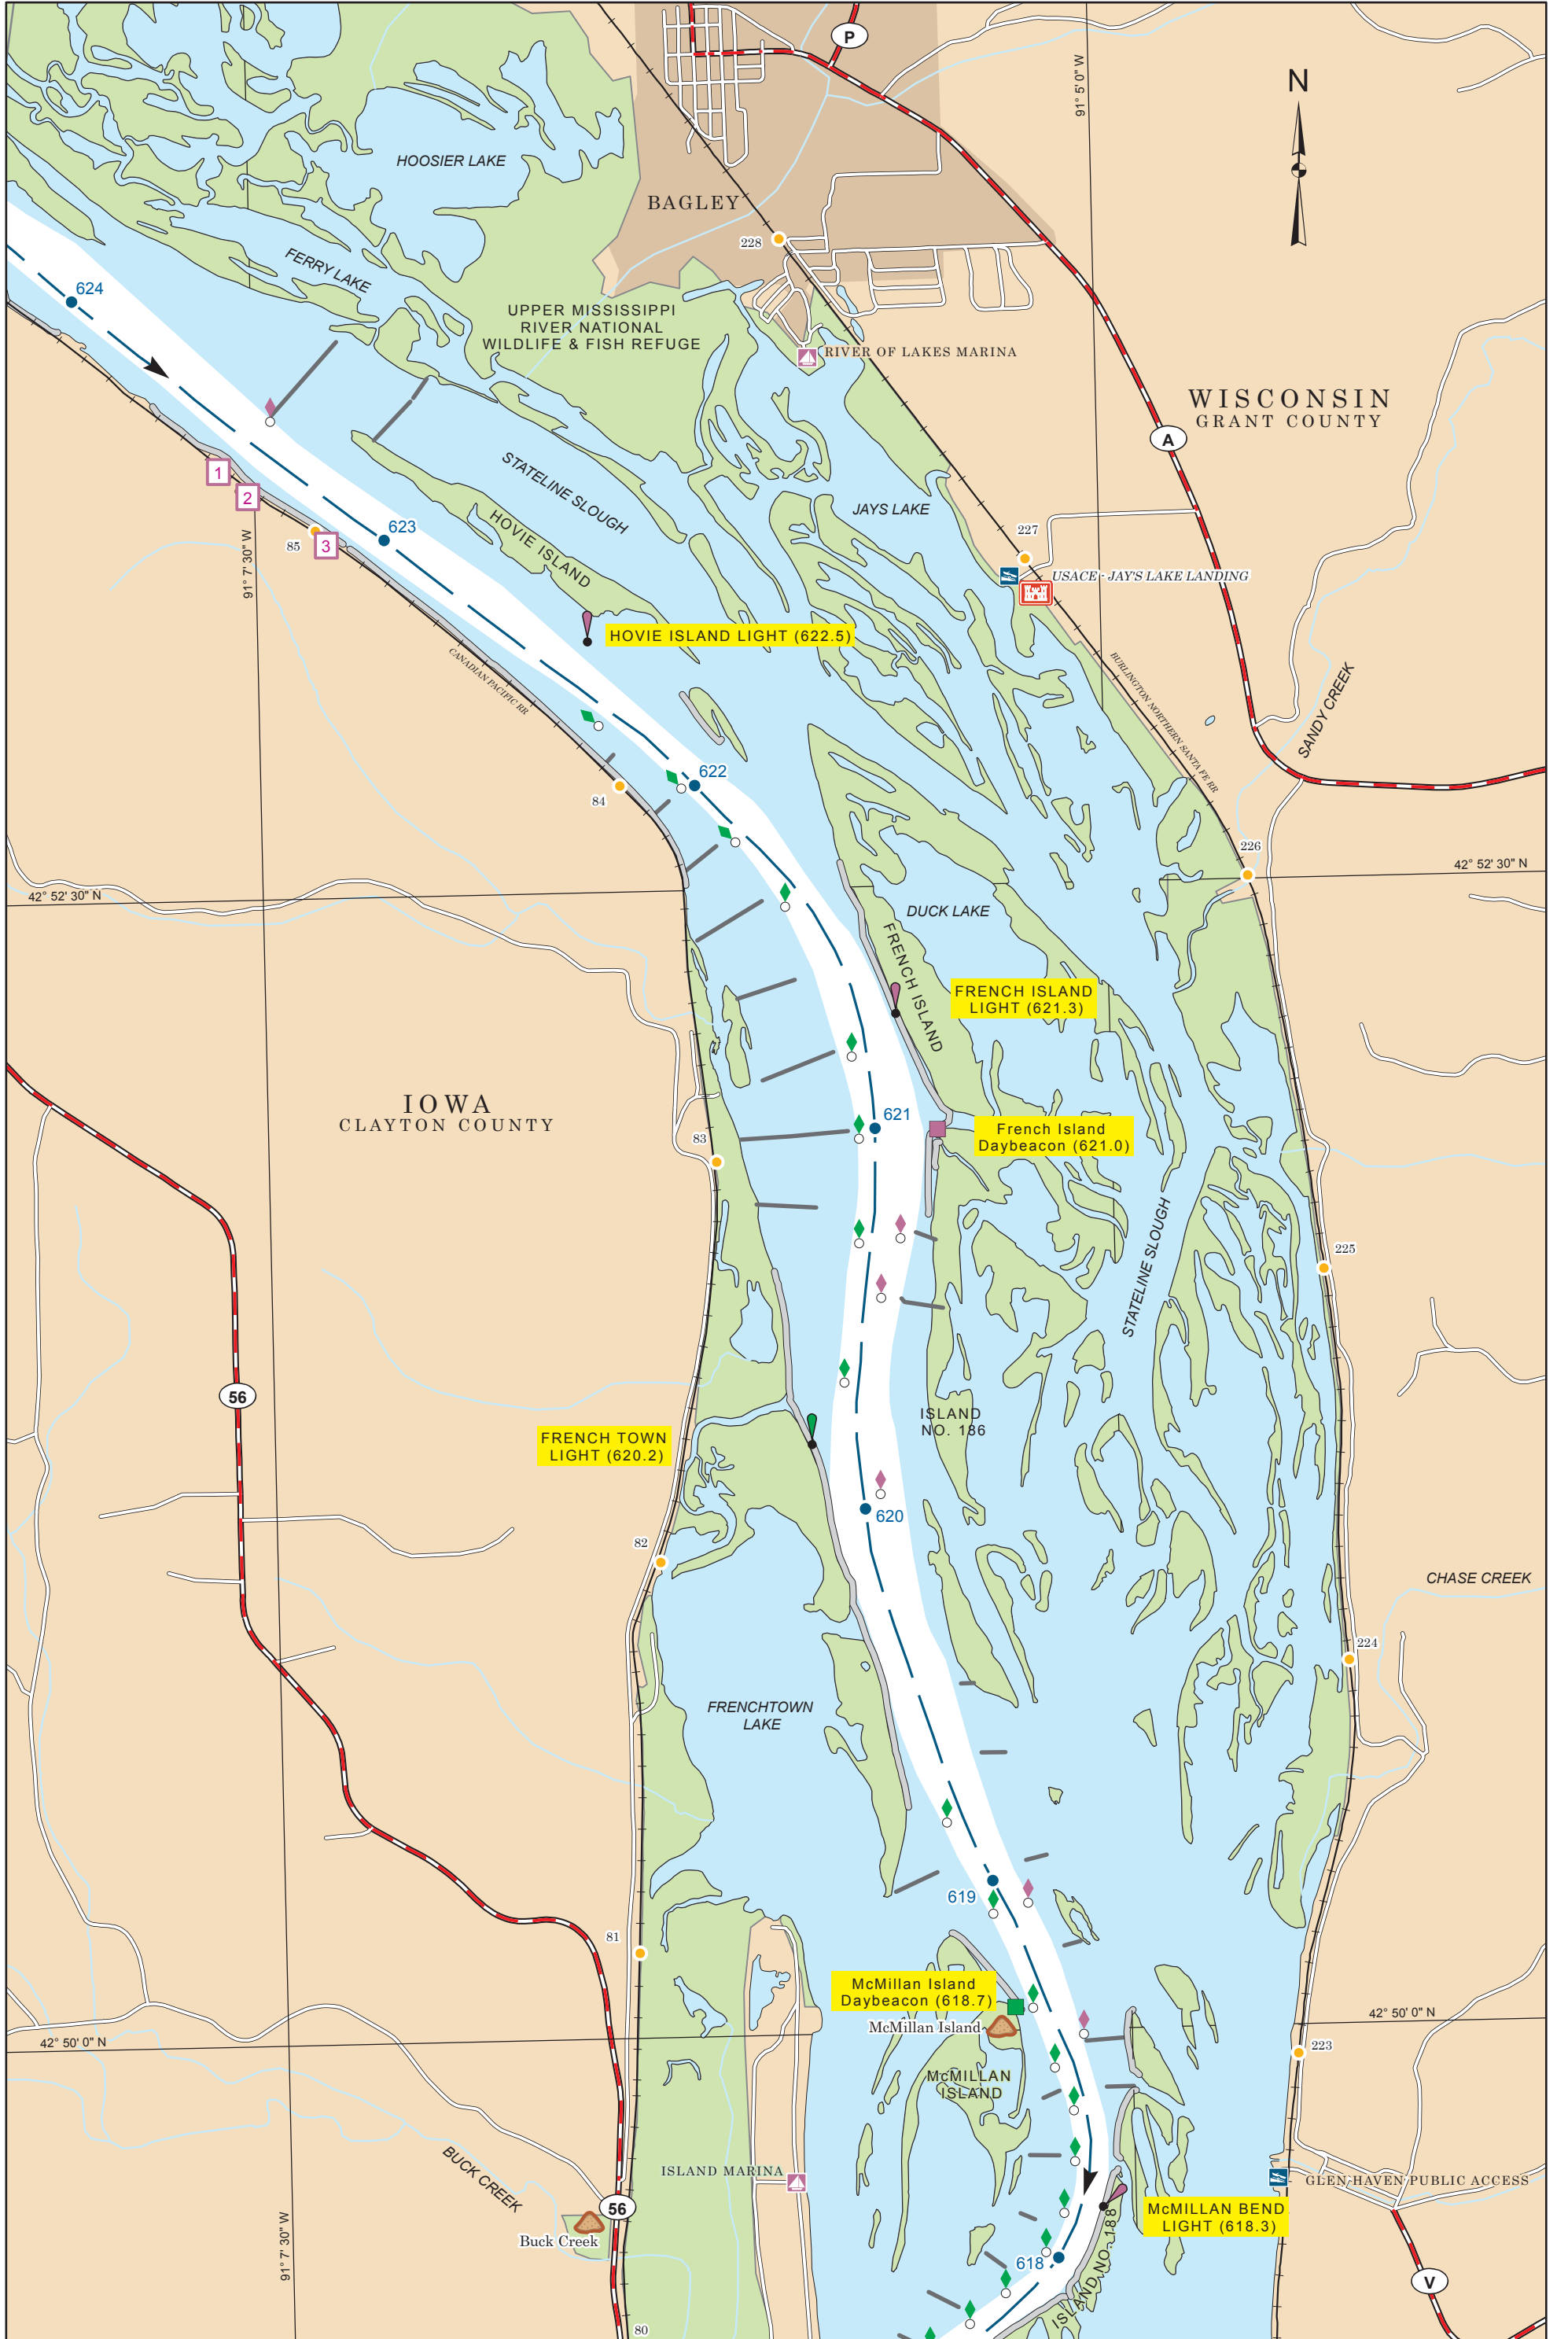 P
N
91° 5' 0" W
HOOSIER LAKE
BAGLEY
228
FERRY LAKE
624
UPPER MISSISSIPPI
RIVER NATIONAL
WILDLIFE & FISH REFUGE
RIVER OF LAKES MARINA
WISCONSIN
GRANT COUNTY
A
1
2
3
85
623
91° 7' 30" W
STATELINE SLOUGH
HOVIE ISLAND
JAYS LAKE
227
USACE - JAY'S LAKE LANDING
HOVIE ISLAND LIGHT (622.5)
CANADIAN PACIFIC RR
BURLINGTON NORTHERN SANTA FE RR
SANDY CREEK
622
84
226
42° 52' 30" N
42° 52' 30" N
DUCK LAKE
FRENCH ISLAND
FRENCH ISLAND
LIGHT (621.3)
IOWA
CLAYTON COUNTY
621
French Island
Daybeacon (621.0)
83
STATELINE SLOUGH
225
56
ISLAND
NO. 186
FRENCH TOWN
LIGHT (620.2)
620
82
CHASE CREEK
224
FRENCHTOWN
LAKE
619
81
McMillan Island
Daybeacon (618.7)
McMillan Island
42° 50' 0" N
42° 50' 0" N
223
McMILLAN
ISLAND
BUCK CREEK
ISLAND MARINA
GLEN HAVEN PUBLIC ACCESS
56
Buck Creek
McMILLAN BEND
LIGHT (618.3)
91° 7' 30" W
618
ISLAND NO. 188
V
80